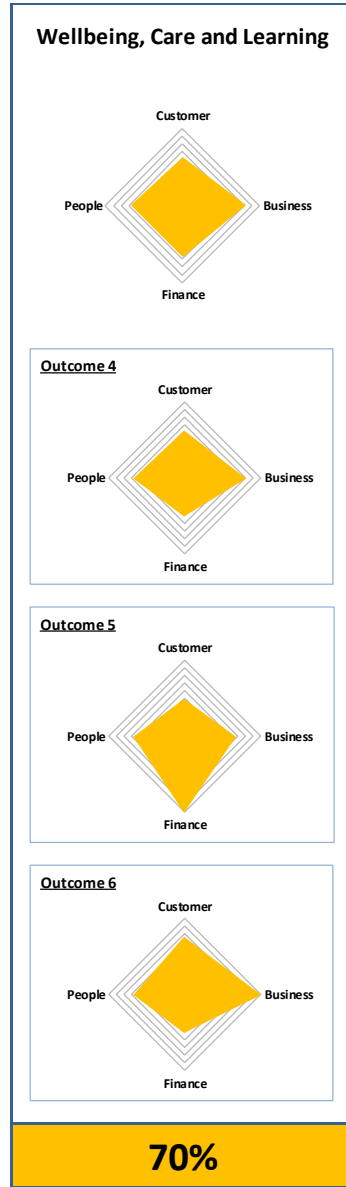 Wellbeing, Care and Learning
Customer
People
Business
Finance
Outcome 4
Customer
People
Business
Finance
Outcome 5
Customer
People
Business
Finance
Outcome 6
Customer
People
Business
Finance
70%